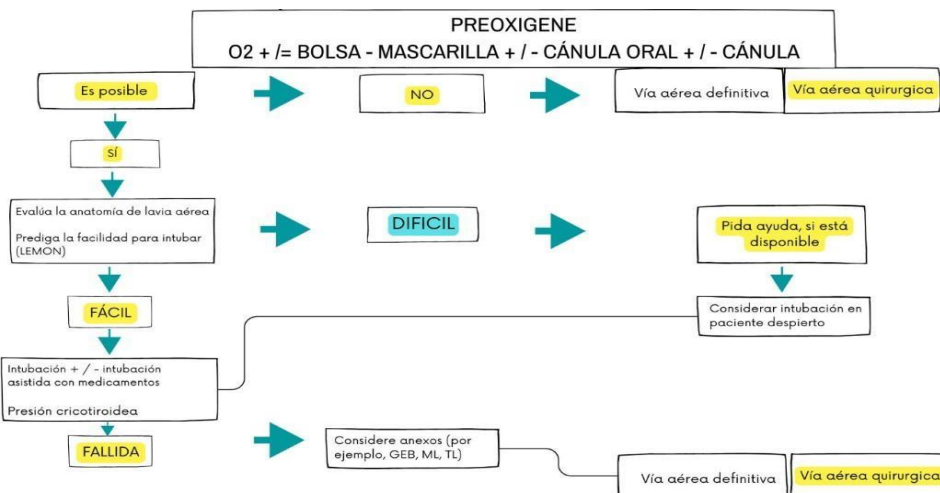 PREOXIGENE
O2 + /= BOLSA - MASCARILLA + / - CÁNULA ORAL + / - CÁNULA
Es posible
NO
Vía aérea definitiva
Vía aérea quirurgica
SÍ
Evalúa la anatomía de lavia aérea
Prediga la facilidad para intubar
(LEMON)
DIFICIL
Pida ayuda, si está
disponible
FÁCIL
Considerar intubación en
paciente despierto
Intubación + / - intubación
asistida con medicamentos
Presión cricotiroidea
FALLIDA
Considere anexos (por
ejemplo, GEB, ML, TL)
Vía aérea definitiva
Vía aérea quirurgica